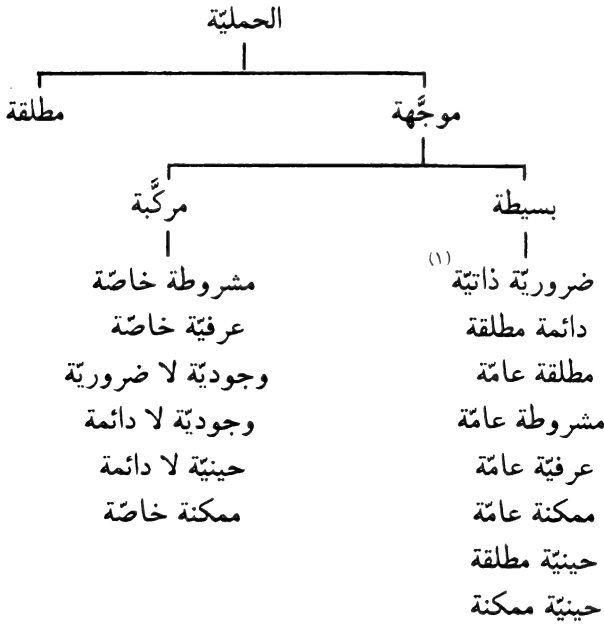 الحمليّة
موجَّهة
مطلقة
بسيطة
مركَّبة
ضروريّة ذاتيّة(١)
دائمة مطلقة
مطلقة عامّة
مشروطة عامّة
عرفيّة عامّة
ممكنة عامّة
حينيّة مطلقة
حينيّة ممكنة
مشروطة خاصّة
عرفيّة خاصّة
وجوديّة لا ضروريّة
وجوديّة لا دائمة
حينيّة لا دائمة
ممكنة خاصّة